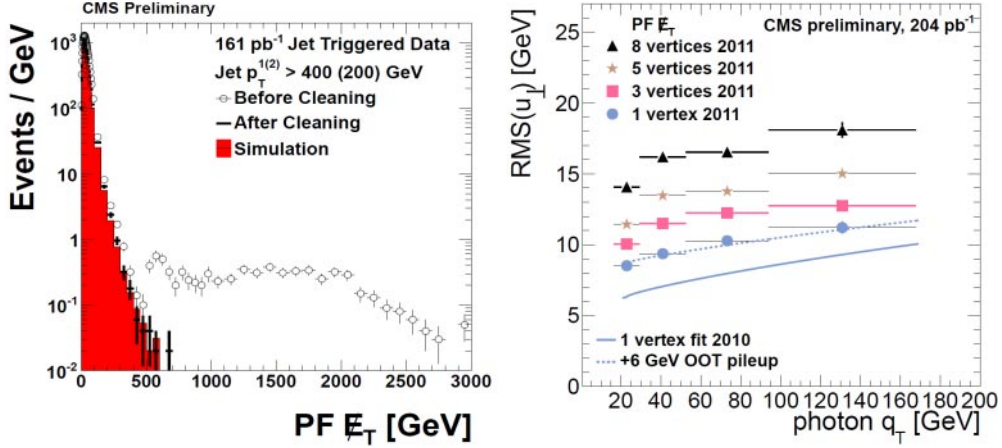 CMS Preliminary
161 pb⁻¹ Jet Triggered Data
Jet p_T^1(2) > 400 (200) GeV
Before Cleaning
After Cleaning
Simulation
Events / GeV
10³
10²
10
1
10⁻¹
10⁻²
0 500 1000 1500 2000 2500 3000
PF E̸_T [GeV]
PF E̸_T
CMS preliminary, 204 pb⁻¹
8 vertices 2011
5 vertices 2011
3 vertices 2011
1 vertex 2011
RMS(u_⊥) [GeV]
25
20
15
10
5
0
1 vertex fit 2010
+6 GeV OOT pileup
0 20 40 60 80 100 120 140 160 180 200
photon q_T [GeV]